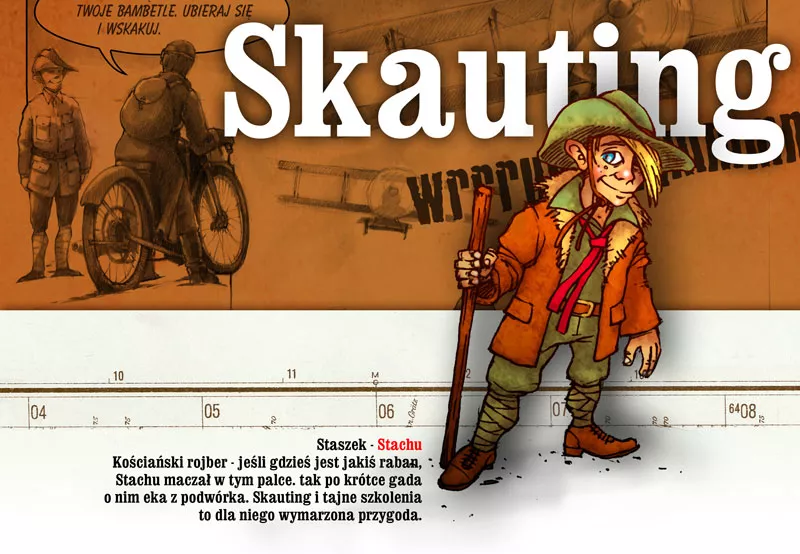 TWOJE BAMBETLE. UBIERAJ SIĘ
I WSKAKUJ.
Skauting
10
11
M
04
05
06
07
6408
Staszek - Stachu
Kościański rojber - jeśli gdzieś jest jakiś raban,
Stachu maczał w tym palce. tak po krótce gada
o nim eka z podwórka. Skauting i tajne szkolenia
to dla niego wymarzona przygoda.